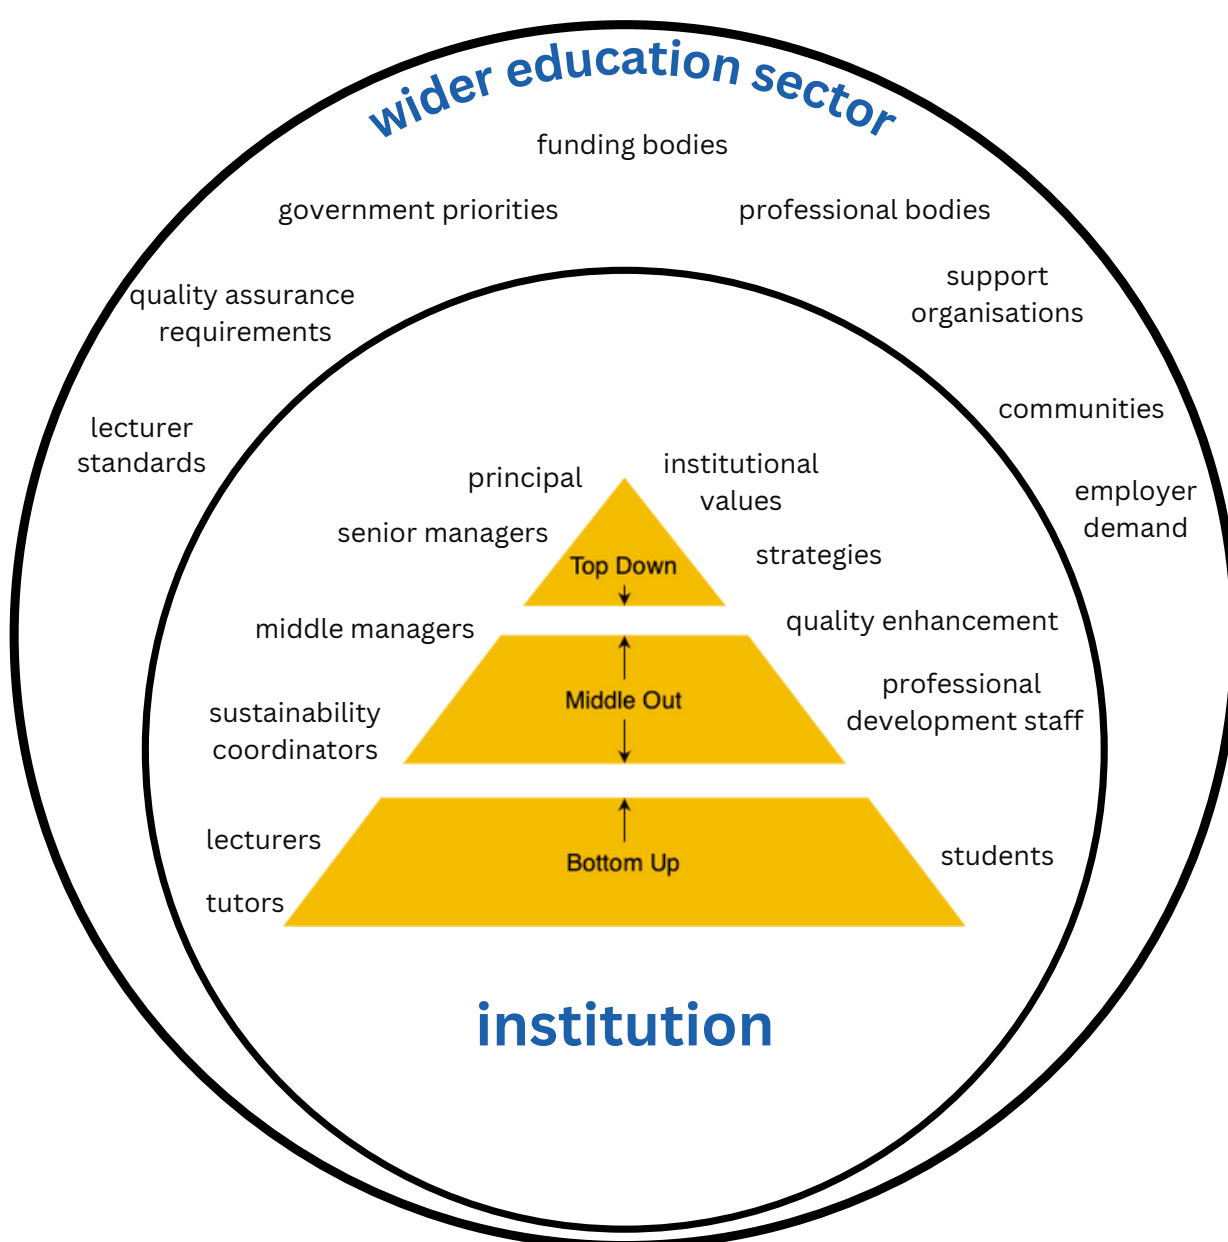 wider education sector
funding bodies
government priorities
professional bodies
quality assurance
requirements
support
organisations
lecturer
standards
communities
employer
demand
principal
institutional
values
senior managers
Top Down
strategies
middle managers
quality enhancement
sustainability
coordinators
Middle Out
professional
development staff
lecturers
tutors
Bottom Up
students
institution